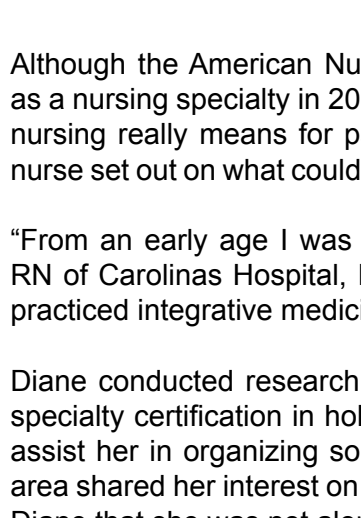 Although the American Nu
as a nursing specialty in 20
nursing really means for p
nurse set out on what could
“From an early age I was
RN of Carolinas Hospital,
practiced integrative medici
Diane conducted research
specialty certification in hol
assist her in organizing so
area shared her interest on
Diane that she was not alon